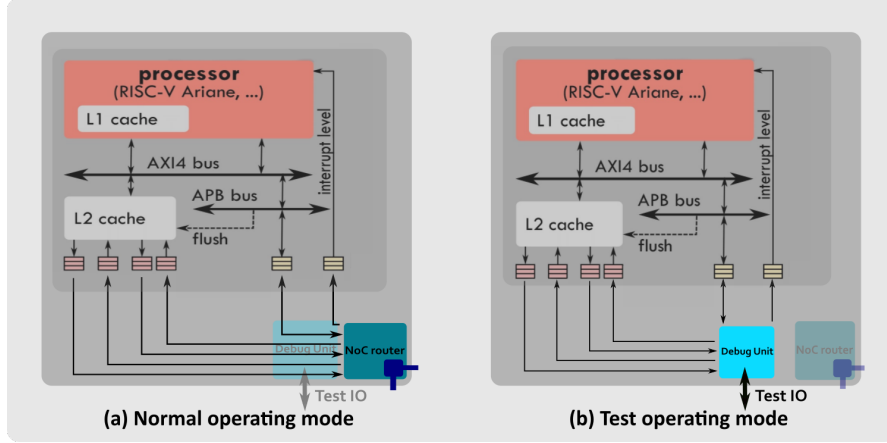 processor
(RISC-V Ariane, ...)
L1 cache
interrupt level
AXI4 bus
APB bus
L2 cache
flush
Debug Unit
NoC router
Test IO
(a) Normal operating mode
processor
(RISC-V Ariane, ...)
L1 cache
interrupt level
AXI4 bus
APB bus
L2 cache
flush
Debug Unit
NoC router
Test IO
(b) Test operating mode